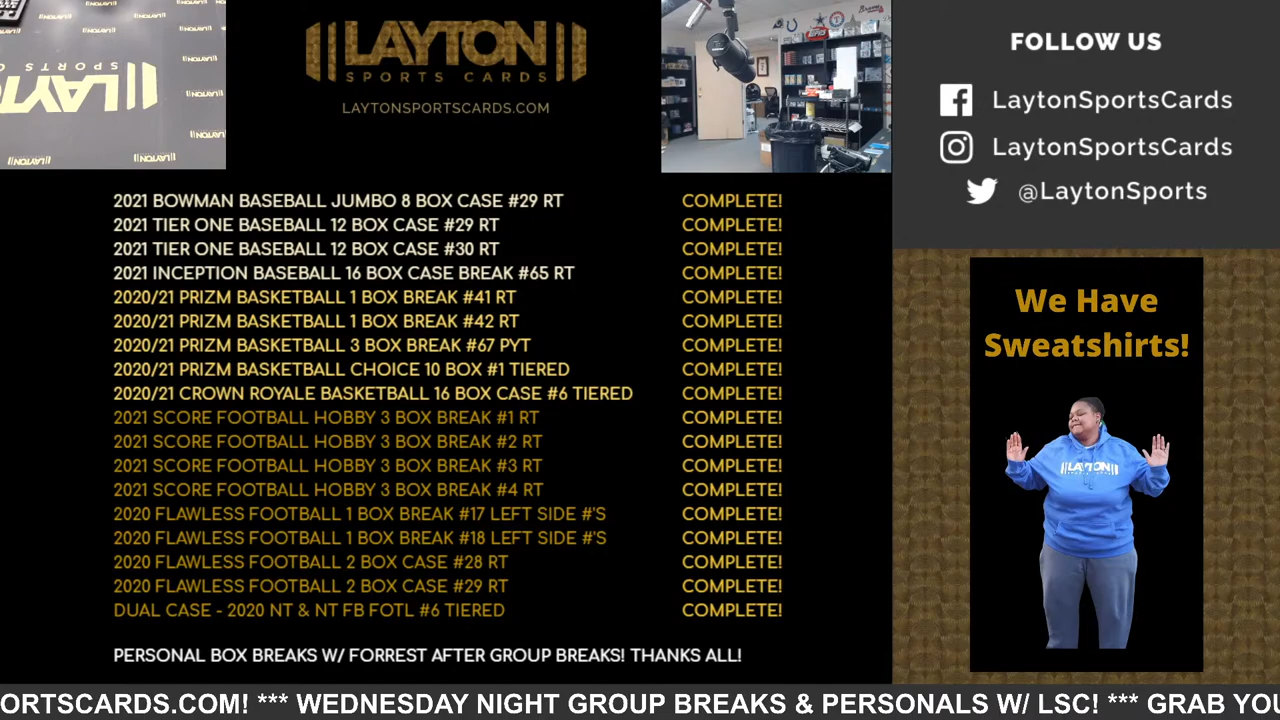 LAYTON
SPORTS CARDS
LAYTONSPORTSCARDS.COM
2021 BOWMAN BASEBALL JUMBO 8 BOX CASE #29 RT COMPLETE!
2021 TIER ONE BASEBALL 12 BOX CASE #29 RT COMPLETE!
2021 TIER ONE BASEBALL 12 BOX CASE #30 RT COMPLETE!
2021 INCEPTION BASEBALL 16 BOX CASE BREAK #65 RT COMPLETE!
2020/21 PRIZM BASKETBALL 1 BOX BREAK #41 RT COMPLETE!
2020/21 PRIZM BASKETBALL 1 BOX BREAK #42 RT COMPLETE!
2020/21 PRIZM BASKETBALL 3 BOX BREAK #67 PYT COMPLETE!
2020/21 PRIZM BASKETBALL CHOICE 10 BOX #1 TIERED COMPLETE!
2020/21 CROWN ROYALE BASKETBALL 16 BOX CASE #6 TIERED COMPLETE!
2021 SCORE FOOTBALL HOBBY 3 BOX BREAK #1 RT COMPLETE!
2021 SCORE FOOTBALL HOBBY 3 BOX BREAK #2 RT COMPLETE!
2021 SCORE FOOTBALL HOBBY 3 BOX BREAK #3 RT COMPLETE!
2021 SCORE FOOTBALL HOBBY 3 BOX BREAK #4 RT COMPLETE!
2020 FLAWLESS FOOTBALL 1 BOX BREAK #17 LEFT SIDE #'S COMPLETE!
2020 FLAWLESS FOOTBALL 1 BOX BREAK #18 LEFT SIDE #'S COMPLETE!
2020 FLAWLESS FOOTBALL 2 BOX CASE #28 RT COMPLETE!
2020 FLAWLESS FOOTBALL 2 BOX CASE #29 RT COMPLETE!
DUAL CASE - 2020 NT & NT FB FOTL #6 TIERED COMPLETE!
PERSONAL BOX BREAKS W/ FORREST AFTER GROUP BREAKS! THANKS ALL!
FOLLOW US
LaytonSportsCards
LaytonSportsCards
@LaytonSports
We Have
Sweatshirts!
LAYTON
ORTSCARDS.COM! *** WEDNESDAY NIGHT GROUP BREAKS & PERSONALS W/ LSC! *** GRAB YOU